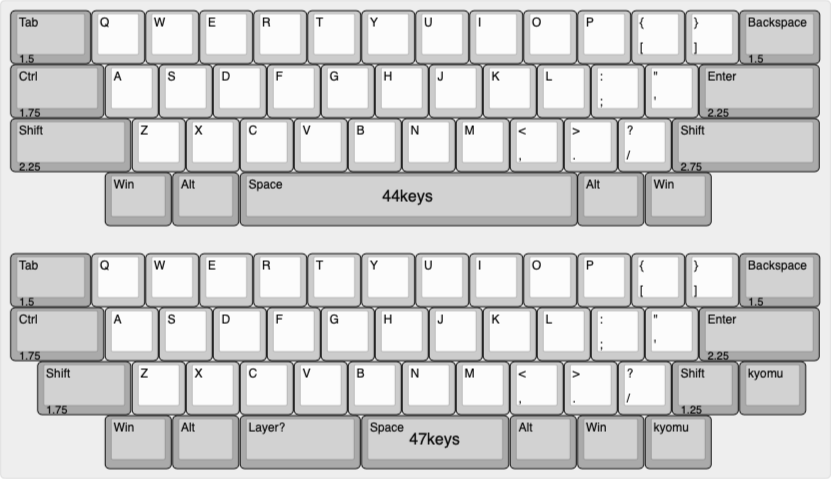 Tab Q W E R T Y U I O P { } Backspace
1.5 [ ] 1.5
Ctrl A S D F G H J K L : " Enter
1.75 ; ' 2.25
Shift Z X C V B N M < > ? Shift
2.25 , . / 2.75
Win Alt Space 44keys Alt Win
Tab Q W E R T Y U I O P { } Backspace
1.5 [ ] 1.5
Ctrl A S D F G H J K L : " Enter
1.75 ; ' 2.25
Shift Z X C V B N M < > ? Shift kyomu
1.75 , . / 1.25
Win Alt Layer? Space 47keys Alt Win kyomu